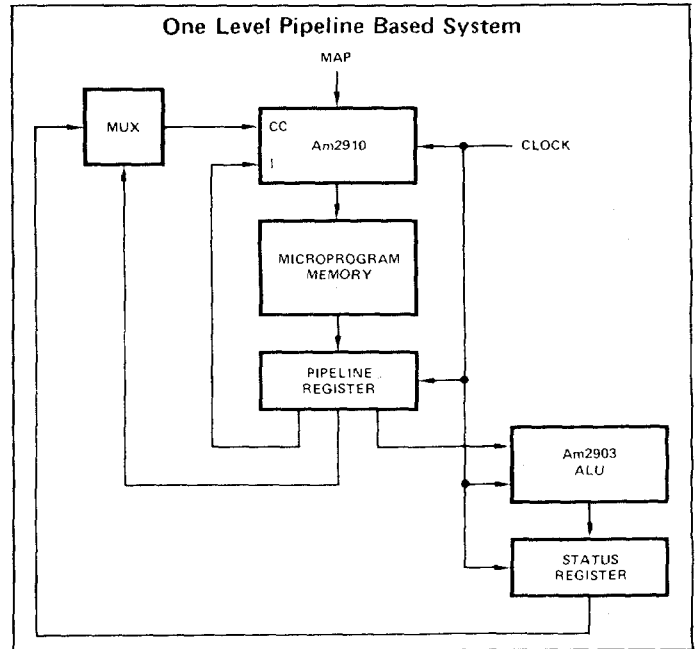 One Level Pipeline Based System
MAP
MUX
CC
Am2910
I
CLOCK
MICROPROGRAM
MEMORY
PIPELINE
REGISTER
Am2903
ALU
STATUS
REGISTER